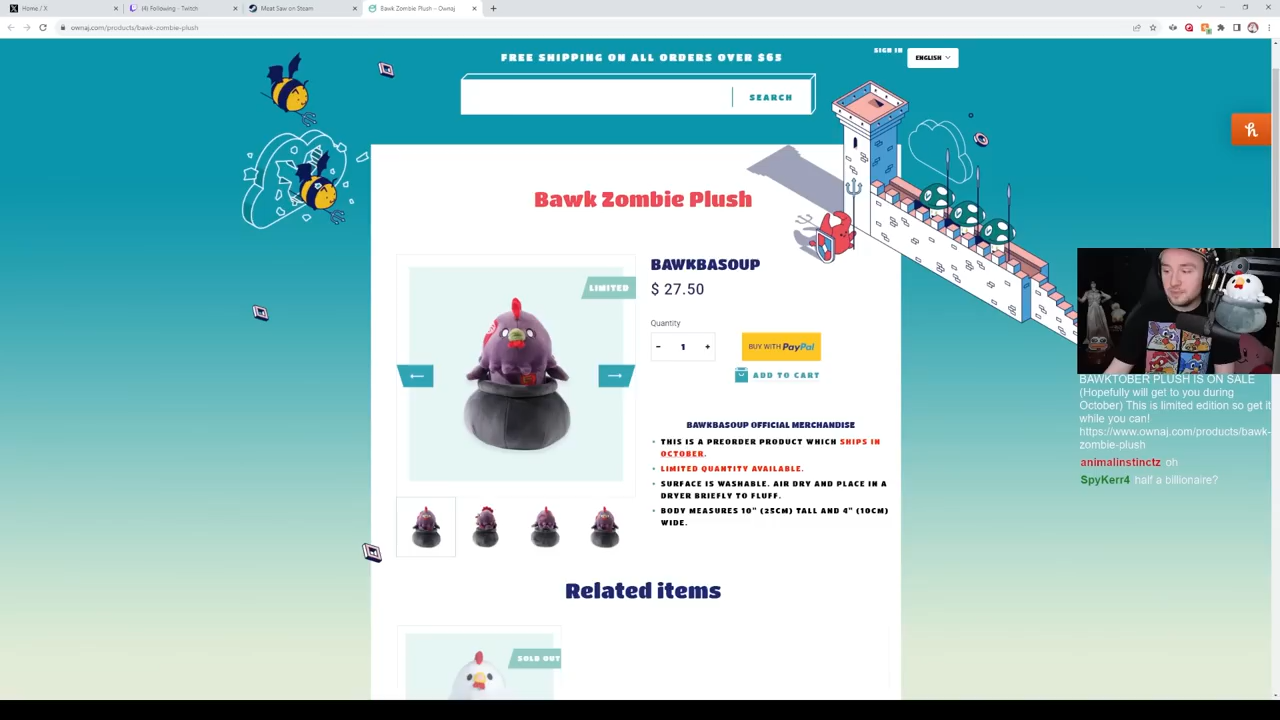 Home / X
(4) Following - Twitch
Meat Saw on Steam
Bawk Zombie Plush – Ownaj
ownaj.com/products/bawk-zombie-plush
FREE SHIPPING ON ALL ORDERS OVER $65
SIGN IN
ENGLISH
SEARCH
Bawk Zombie Plush
LIMITED
BAWKBASOUP
$ 27.50
Quantity
- 1 +
BUY WITH PayPal
ADD TO CART
BAWKBASOUP OFFICIAL MERCHANDISE
THIS IS A PREORDER PRODUCT WHICH SHIPS IN
OCTOBER.
LIMITED QUANTITY AVAILABLE.
SURFACE IS WASHABLE. AIR DRY AND PLACE IN A
DRYER BRIEFLY TO FLUFF.
BODY MEASURES 10" (25CM) TALL AND 4" (10CM)
WIDE.
BAWKTOBER PLUSH IS ON SALE
(Hopefully will get to you during
October) This is limited edition so get it
while you can!
https://www.ownaj.com/products/bawk-
zombie-plush
animalinstinctz oh
SpyKerr4 half a billionaire?
Related items
SOLD OUT